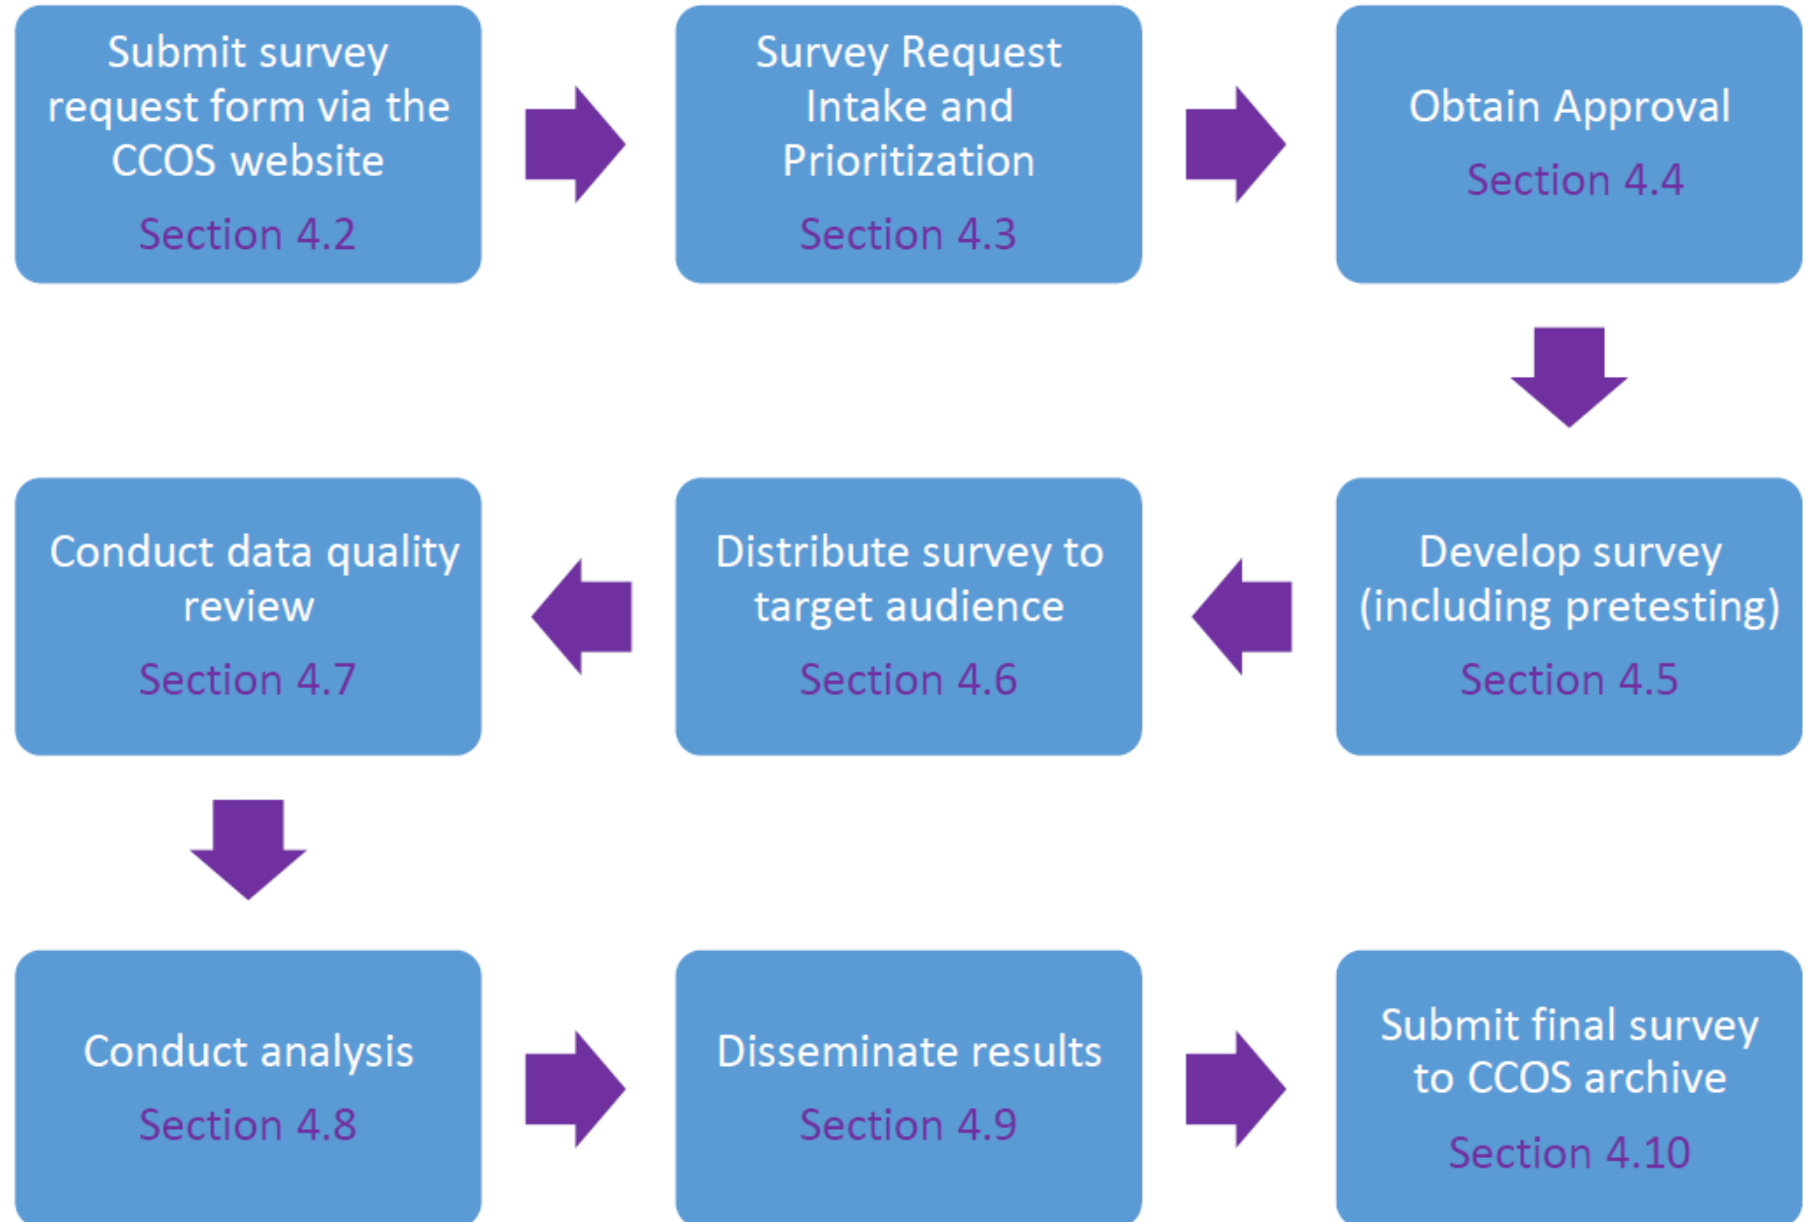 Submit survey
request form via the
CCOS website
Section 4.2
Survey Request
Intake and
Prioritization
Section 4.3
Obtain Approval
Section 4.4
Develop survey
(including pretesting)
Section 4.5
Distribute survey to
target audience
Section 4.6
Conduct data quality
review
Section 4.7
Conduct analysis
Section 4.8
Disseminate results
Section 4.9
Submit final survey
to CCOS archive
Section 4.10